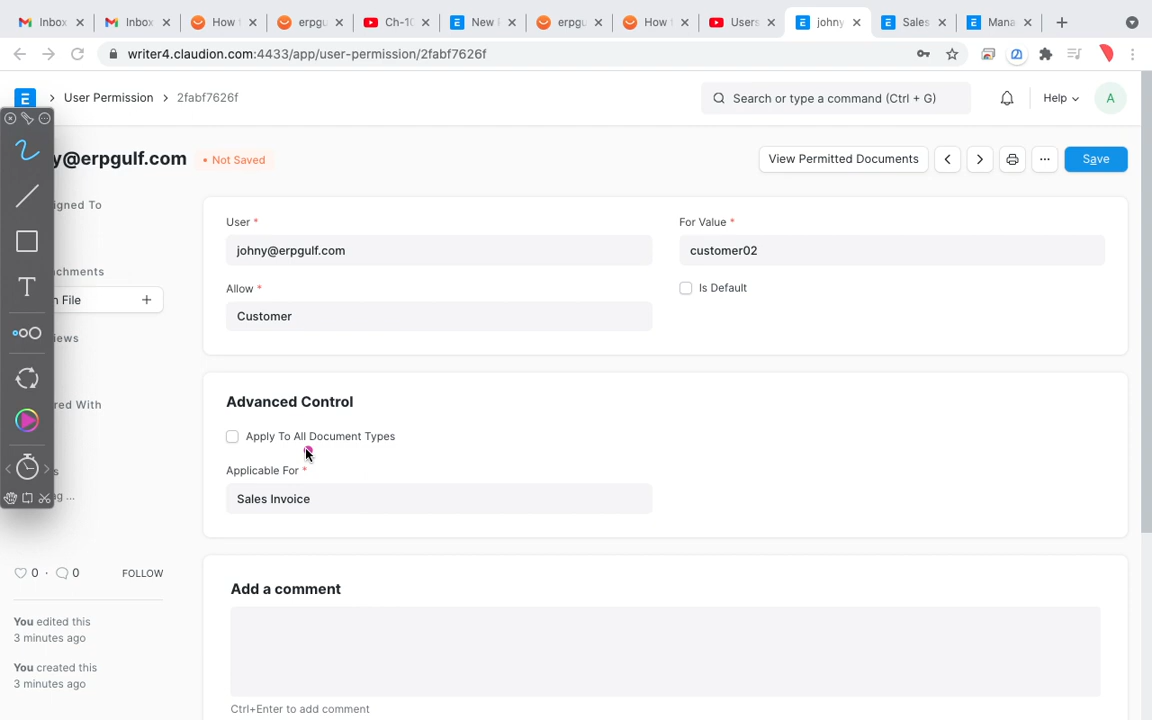 Inbox
Inbox
How t
erpgu
Ch-10
New
erpgu
How t
Users
johny
Sales
Mana
writer4.claudion.com:4433/app/user-permission/2fabf7626f
E
User Permission
2fabf7626f
Search or type a command (Ctrl + G)
Help
A
y@erpgulf.com
• Not Saved
View Permitted Documents
...
Save
igned To
chments
n File
+
iews
red With
s
g ...
T
User *
johny@erpgulf.com
For Value *
customer02
Allow *
Customer
Is Default
Advanced Control
Apply To All Document Types
Applicable For *
Sales Invoice
0 · 0
FOLLOW
You edited this
3 minutes ago
You created this
3 minutes ago
Add a comment
Ctrl+Enter to add comment